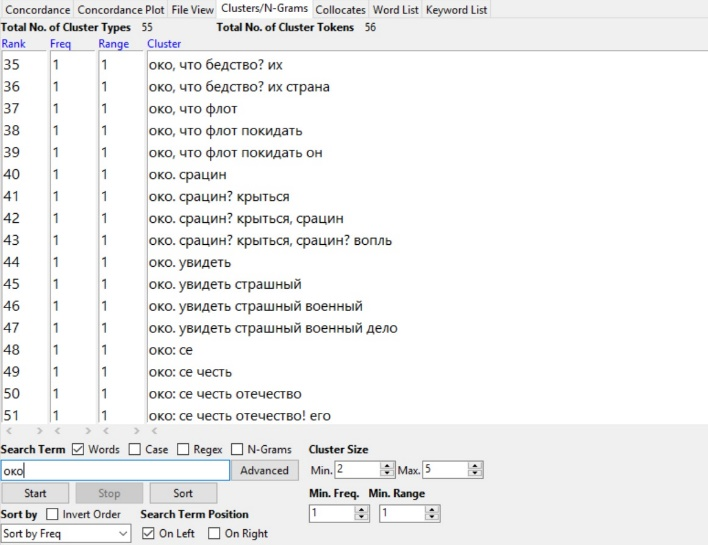 Concordance Concordance Plot File View Clusters/N-Grams Collocates Word List Keyword List
Total No. of Cluster Types 55 Total No. of Cluster Tokens 56
Rank Freq Range Cluster
35 1 1 око, что бедство? их
36 1 1 око, что бедство? их страна
37 1 1 око, что флот
38 1 1 око, что флот покидать
39 1 1 око, что флот покидать он
40 1 1 око. срацин
41 1 1 око. срацин? крыться
42 1 1 око. срацин? крыться, срацин
43 1 1 око. срацин? крыться, срацин? вопль
44 1 1 око. увидеть
45 1 1 око. увидеть страшный
46 1 1 око. увидеть страшный военный
47 1 1 око. увидеть страшный военный дело
48 1 1 око: се
49 1 1 око: се честь
50 1 1 око: се честь отечество
51 1 1 око: се честь отечество! его
Search Term Words Case Regex N-Grams Cluster Size
око Advanced Min. 2 Max. 5
Start Stop Sort Min. Freq. Min. Range
Sort by Invert Order Search Term Position 1 1
Sort by Freq On Left On Right